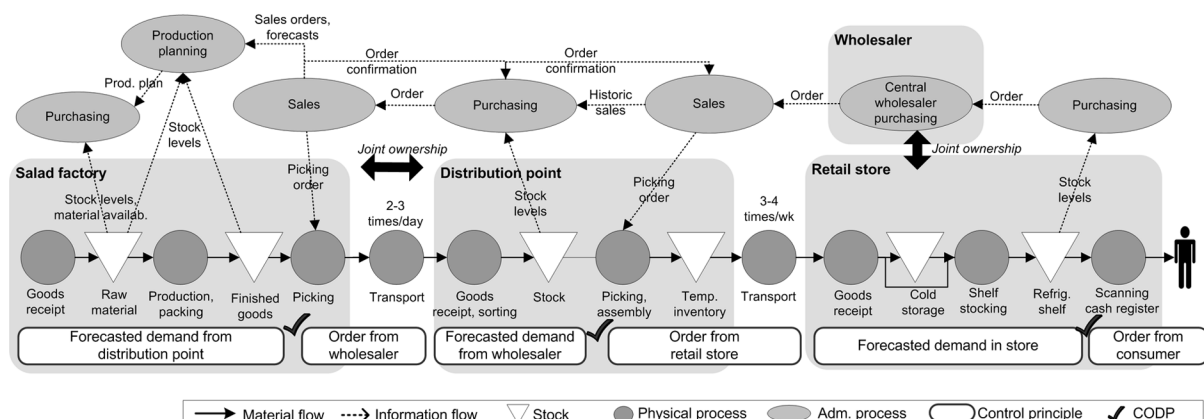 Sales orders,
forecasts
Production
planning
Order
confirmation
Order
confirmation
Wholesaler
Prod. plan
Purchasing
Sales
Order
Purchasing
Historic
sales
Sales
Order
Central
wholesaler
purchasing
Order
Purchasing
Stock
levels
Joint ownership
Joint ownership
Salad factory
Picking
order
Distribution point
Retail store
Stock levels,
material availab.
2-3
times/day
Stock
levels
Picking
order
3-4
times/wk
Stock
levels
Goods
receipt
Raw
material
Production,
packing
Finished
goods
Picking
Transport
Goods
receipt, sorting
Stock
Picking,
assembly
Temp.
inventory
Transport
Goods
receipt
Cold
storage
Shelf
stocking
Refrig.
shelf
Scanning
cash register
Forecasted demand from
distribution point
Order from
wholesaler
Forecasted demand
from wholesaler
Order from
retail store
Forecasted demand in store
Order from
consumer
Material flow
Information flow
Stock
Physical process
Adm. process
Control principle
CODP